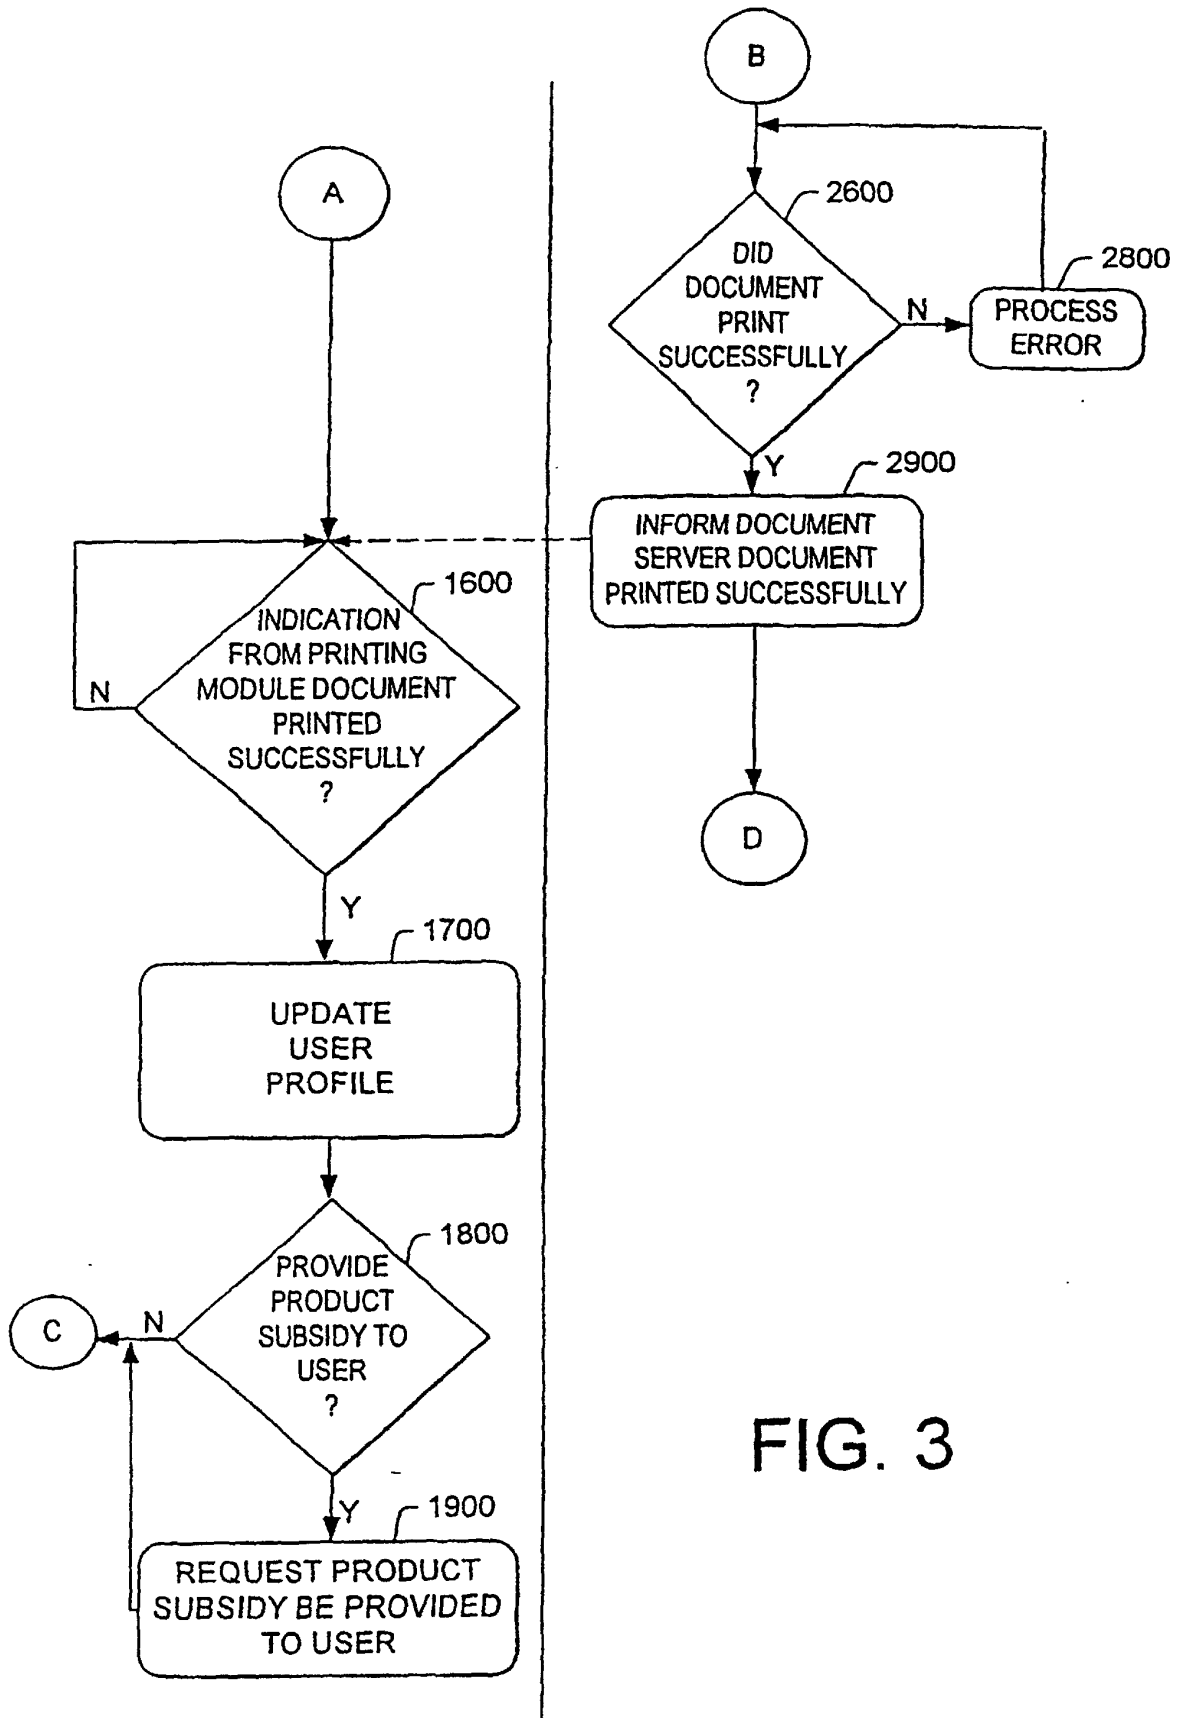 A
1600
INDICATION
FROM PRINTING
MODULE DOCUMENT
PRINTED
SUCCESSFULLY
?
N
Y
1700
UPDATE
USER
PROFILE
1800
PROVIDE
PRODUCT
SUBSIDY TO
USER
?
N
C
Y
1900
REQUEST PRODUCT
SUBSIDY BE PROVIDED
TO USER
B
2600
DID
DOCUMENT
PRINT
SUCCESSFULLY
?
N
2800
PROCESS
ERROR
Y
2900
INFORM DOCUMENT
SERVER DOCUMENT
PRINTED SUCCESSFULLY
D
FIG. 3